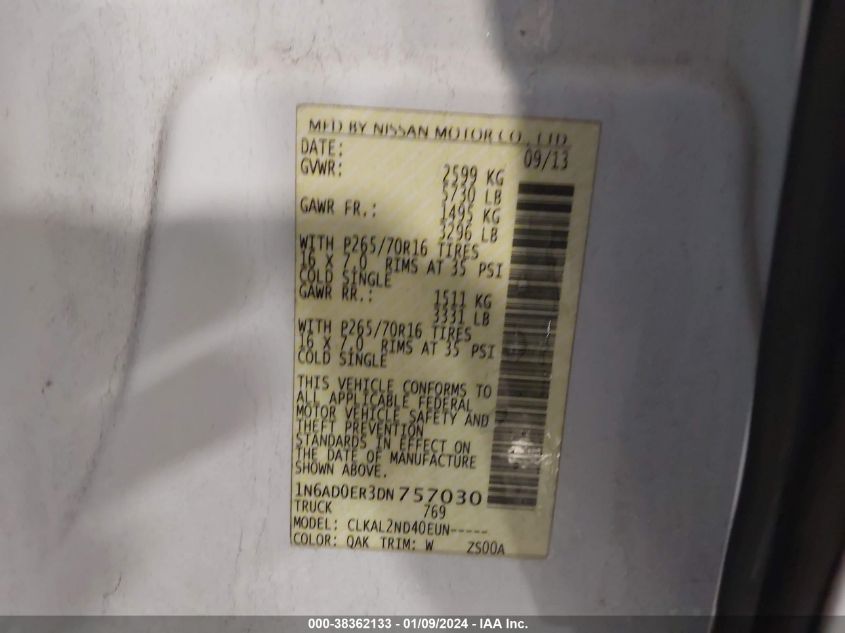 MFD BY NISSAN MOTOR CO., LTD.
DATE: 09/13
GVWR: 2599 KG
5730 LB
GAWR FR.: 1495 KG
3296 LB
WITH P265/70R16 TIRES
16 X 7.0 RIMS AT 35 PSI
COLD SINGLE
GAWR RR.: 1511 KG
3331 LB
WITH P265/70R16 TIRES
16 X 7.0 RIMS AT 35 PSI
COLD SINGLE
THIS VEHICLE CONFORMS TO
ALL APPLICABLE FEDERAL
MOTOR VEHICLE SAFETY AND
THEFT PREVENTION
STANDARDS IN EFFECT ON
THE DATE OF MANUFACTURE
SHOWN ABOVE.
1N6AD0ER3DN757030
TRUCK 769
MODEL: CLKAL2ND40EUN-----
COLOR: QAK TRIM: W ZS00A
000-38362133 - 01/09/2024 - IAA Inc.